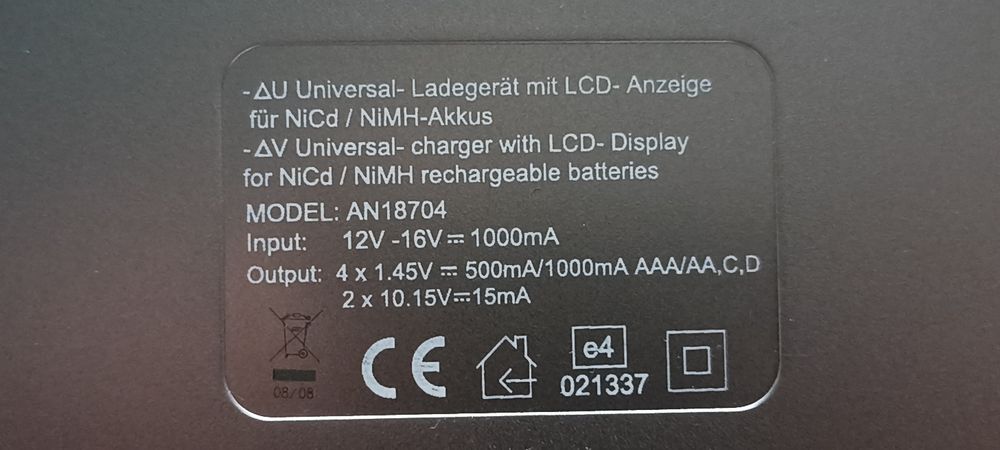 -ΔU Universal- Ladegerät mit LCD- Anzeige
für NiCd / NiMH-Akkus
-ΔV Universal- charger with LCD- Display
for NiCd / NiMH rechargeable batteries
MODEL: AN18704
Input: 12V -16V⎓ 1000mA
Output: 4 x 1.45V ⎓ 500mA/1000mA AAA/AA,C,D
2 x 10.15V⎓15mA
CE
e4
021337
08/08